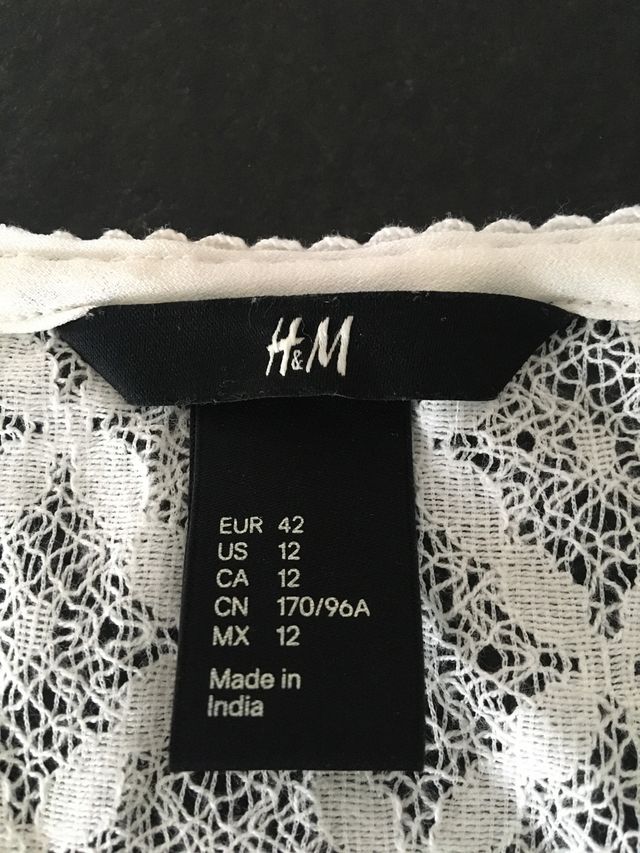 H&M
EUR 42
US 12
CA 12
CN 170/96A
MX 12
Made in
India